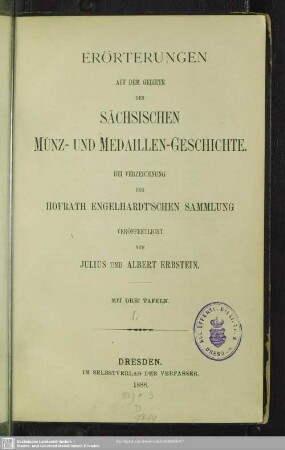 ERÖRTERUNGEN
AUF DEM GEBIETE
DER
SÄCHSISCHEN
MÜNZ- UND MEDAILLEN-GESCHICHTE.
BEI VERZEICHNUNG
DER
HOFRATH ENGELHARDT'SCHEN SAMMLUNG
VERÖFFENTLICHT
VON
JULIUS UND ALBERT ERBSTEIN.
MIT DREI TAFELN.
I.
DRESDEN.
IM SELBSTVERLAG DER VERFASSER.
1888.